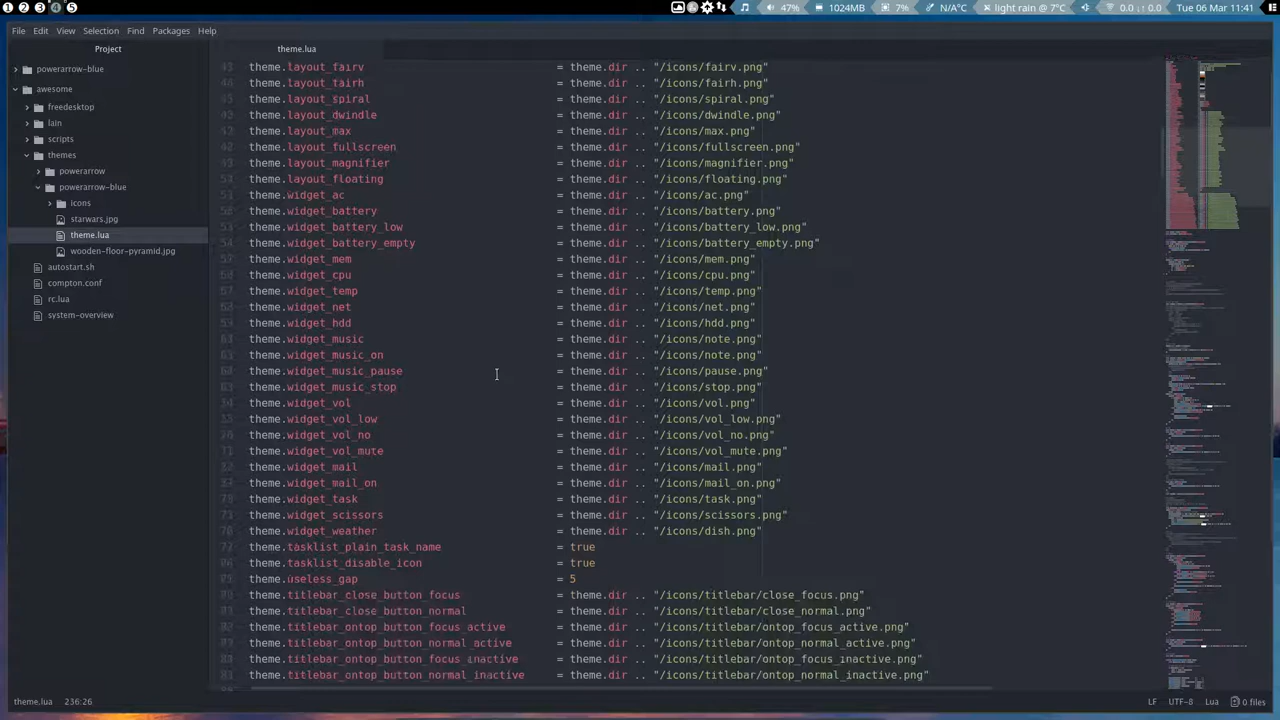 1 2 3 4 5
47% 1024MB 7% N/A°C light rain @ 7°C 0.0 ↓↑ 0.0 Tue 06 Mar 11:41
File Edit View Selection Find Packages Help
Project
theme.lua
powerarrow-blue
awesome
freedesktop
lain
scripts
themes
powerarrow
powerarrow-blue
icons
starwars.jpg
theme.lua
wooden-floor-pyramid.jpg
autostart.sh
compton.conf
rc.lua
system-overview
theme.layout_fairv = theme.dir .. "/icons/fairv.png"
theme.layout_fairh = theme.dir .. "/icons/fairh.png"
theme.layout_spiral = theme.dir .. "/icons/spiral.png"
theme.layout_dwindle = theme.dir .. "/icons/dwindle.png"
theme.layout_max = theme.dir .. "/icons/max.png"
theme.layout_fullscreen = theme.dir .. "/icons/fullscreen.png"
theme.layout_magnifier = theme.dir .. "/icons/magnifier.png"
theme.layout_floating = theme.dir .. "/icons/floating.png"
theme.widget_ac = theme.dir .. "/icons/ac.png"
theme.widget_battery = theme.dir .. "/icons/battery.png"
theme.widget_battery_low = theme.dir .. "/icons/battery_low.png"
theme.widget_battery_empty = theme.dir .. "/icons/battery_empty.png"
theme.widget_mem = theme.dir .. "/icons/mem.png"
theme.widget_cpu = theme.dir .. "/icons/cpu.png"
theme.widget_temp = theme.dir .. "/icons/temp.png"
theme.widget_net = theme.dir .. "/icons/net.png"
theme.widget_hdd = theme.dir .. "/icons/hdd.png"
theme.widget_music = theme.dir .. "/icons/note.png"
theme.widget_music_on = theme.dir .. "/icons/note.png"
theme.widget_music_pause = theme.dir .. "/icons/pause.png"
theme.widget_music_stop = theme.dir .. "/icons/stop.png"
theme.widget_vol = theme.dir .. "/icons/vol.png"
theme.widget_vol_low = theme.dir .. "/icons/vol_low.png"
theme.widget_vol_no = theme.dir .. "/icons/vol_no.png"
theme.widget_vol_mute = theme.dir .. "/icons/vol_mute.png"
theme.widget_mail = theme.dir .. "/icons/mail.png"
theme.widget_mail_on = theme.dir .. "/icons/mail_on.png"
theme.widget_task = theme.dir .. "/icons/task.png"
theme.widget_scissors = theme.dir .. "/icons/scissors.png"
theme.widget_weather = theme.dir .. "/icons/dish.png
theme.tasklist_plain_task_name = true
theme.tasklist_disable_icon = true
theme.useless_gap = 5
theme.titlebar_close_button_focus = theme.dir .. "/icons/titlebar/close_focus.png"
theme.titlebar_close_button_normal = theme.dir .. "/icons/titlebar/close_normal.png"
theme.titlebar_ontop_button_focus = theme.dir .. "/icons/titlebar/ontop_focus_active.png"
theme.titlebar_ontop_button_normal = theme.dir .. "/icons/titlebar/ontop_normal_active.png"
theme.titlebar_ontop_button_focus_inactive = theme.dir .. "/icons/titlebar/ontop_focus_inactive.png"
theme.titlebar_ontop_button_normal_inactive = theme.dir .. "/icons/titlebar/ontop_normal_inactive.png"
theme.lua 236:26 LF UTF-8 Lua 0 files